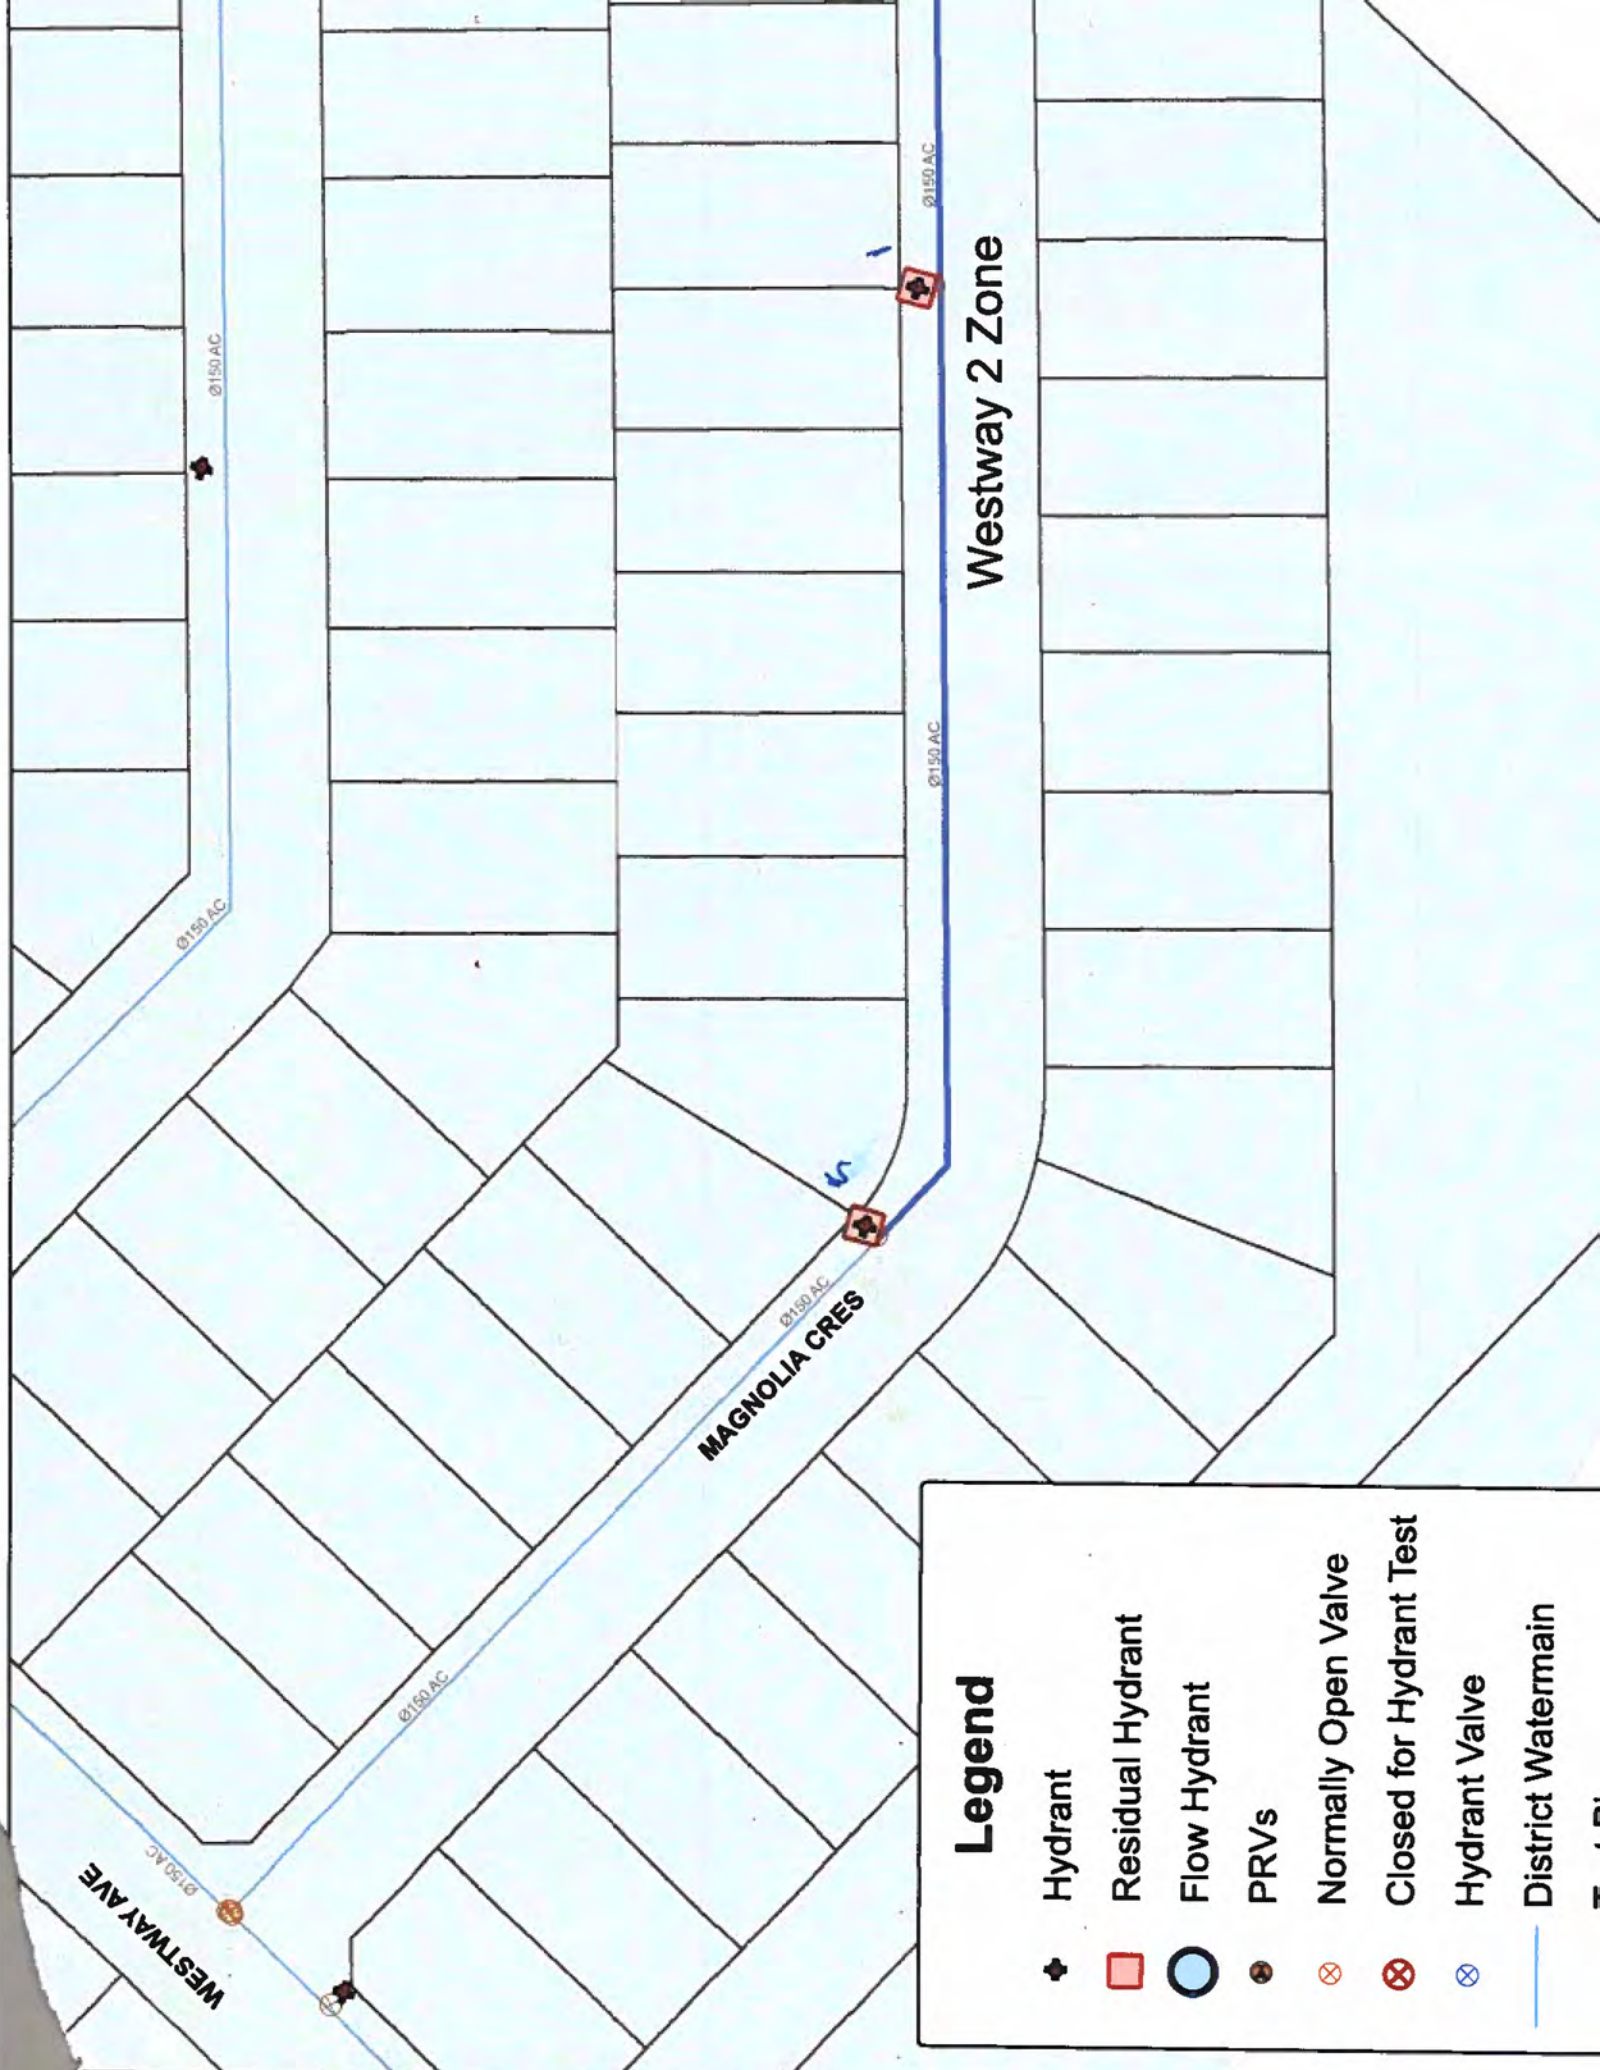 Ø150 AC
Ø150 AC
Ø150 AC
Ø150 AC
Westway 2 Zone
Ø150 AC
MAGNOLIA CRES
Ø150 AC
Ø150 AC
WESTWAY AVE
Legend
Hydrant
Residual Hydrant
Flow Hydrant
PRVs
Normally Open Valve
Closed for Hydrant Test
Hydrant Valve
District Watermain